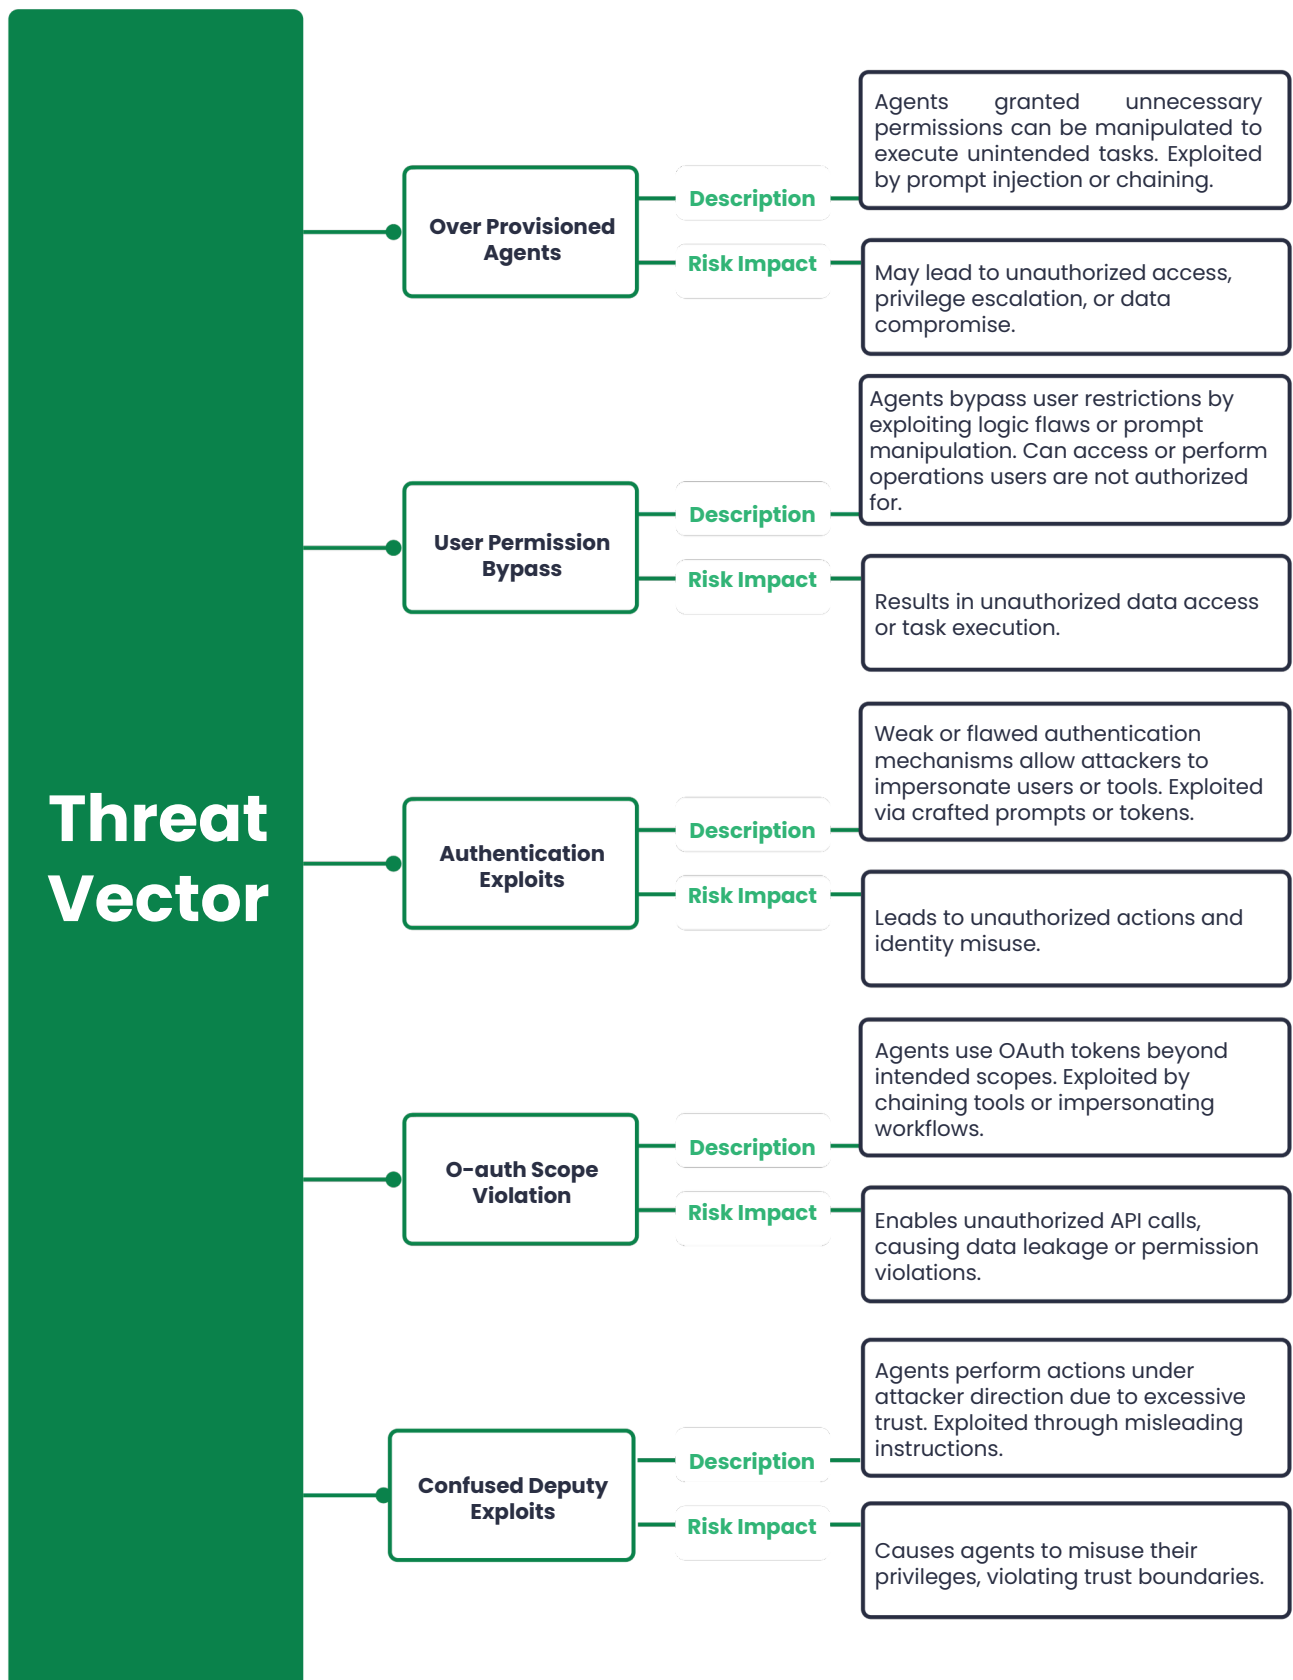 Threat
Vector
Over Provisioned
Agents
Description
Agents granted unnecessary
permissions can be manipulated to
execute unintended tasks. Exploited
by prompt injection or chaining.
Risk Impact
May lead to unauthorized access,
privilege escalation, or data
compromise.
User Permission
Bypass
Description
Agents bypass user restrictions by
exploiting logic flaws or prompt
manipulation. Can access or perform
operations users are not authorized
for.
Risk Impact
Results in unauthorized data access
or task execution.
Authentication
Exploits
Description
Weak or flawed authentication
mechanisms allow attackers to
impersonate users or tools. Exploited
via crafted prompts or tokens.
Risk Impact
Leads to unauthorized actions and
identity misuse.
O-auth Scope
Violation
Description
Agents use OAuth tokens beyond
intended scopes. Exploited by
chaining tools or impersonating
workflows.
Risk Impact
Enables unauthorized API calls,
causing data leakage or permission
violations.
Confused Deputy
Exploits
Description
Agents perform actions under
attacker direction due to excessive
trust. Exploited through misleading
instructions.
Risk Impact
Causes agents to misuse their
privileges, violating trust boundaries.